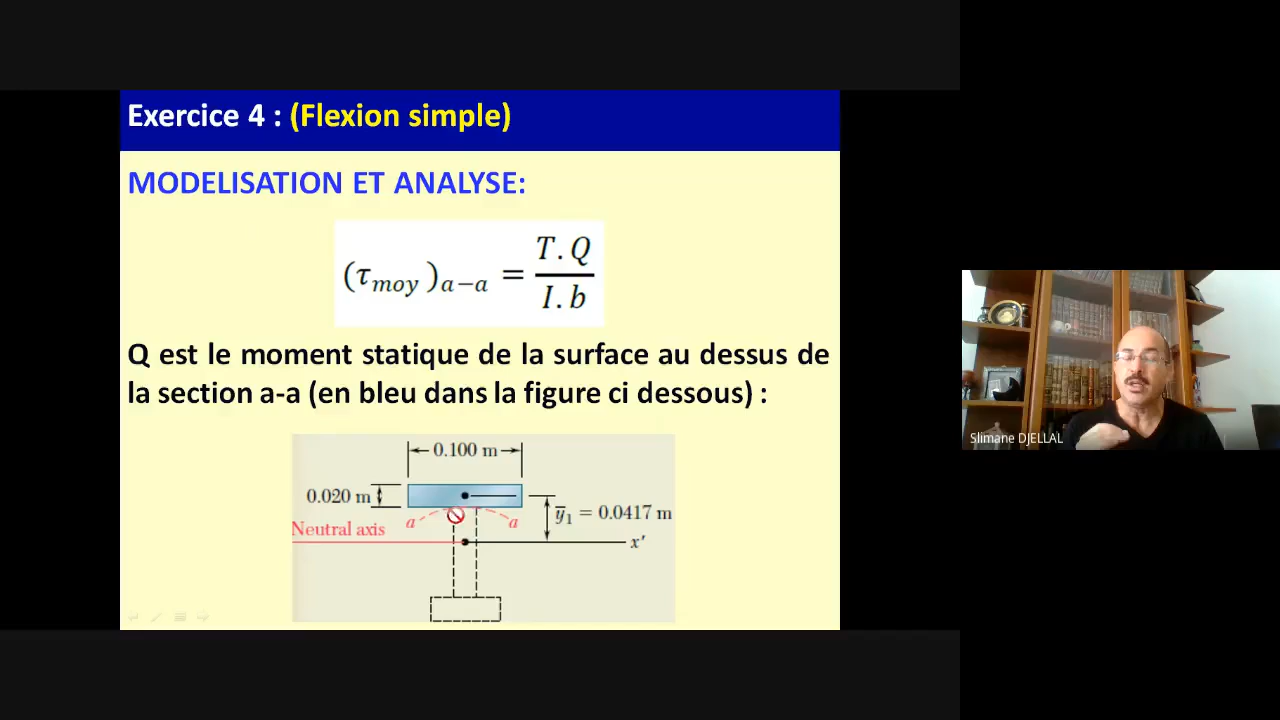 Exercice 4 : (Flexion simple)
MODELISATION ET ANALYSE:
(τmoy)a−a = T.Q / I.b
Q est le moment statique de la surface au dessus de
la section a-a (en bleu dans la figure ci dessous) :
0.100 m
0.020 m
ȳ1 = 0.0417 m
Neutral axis
a
a
x'
Slimane DJELLAL